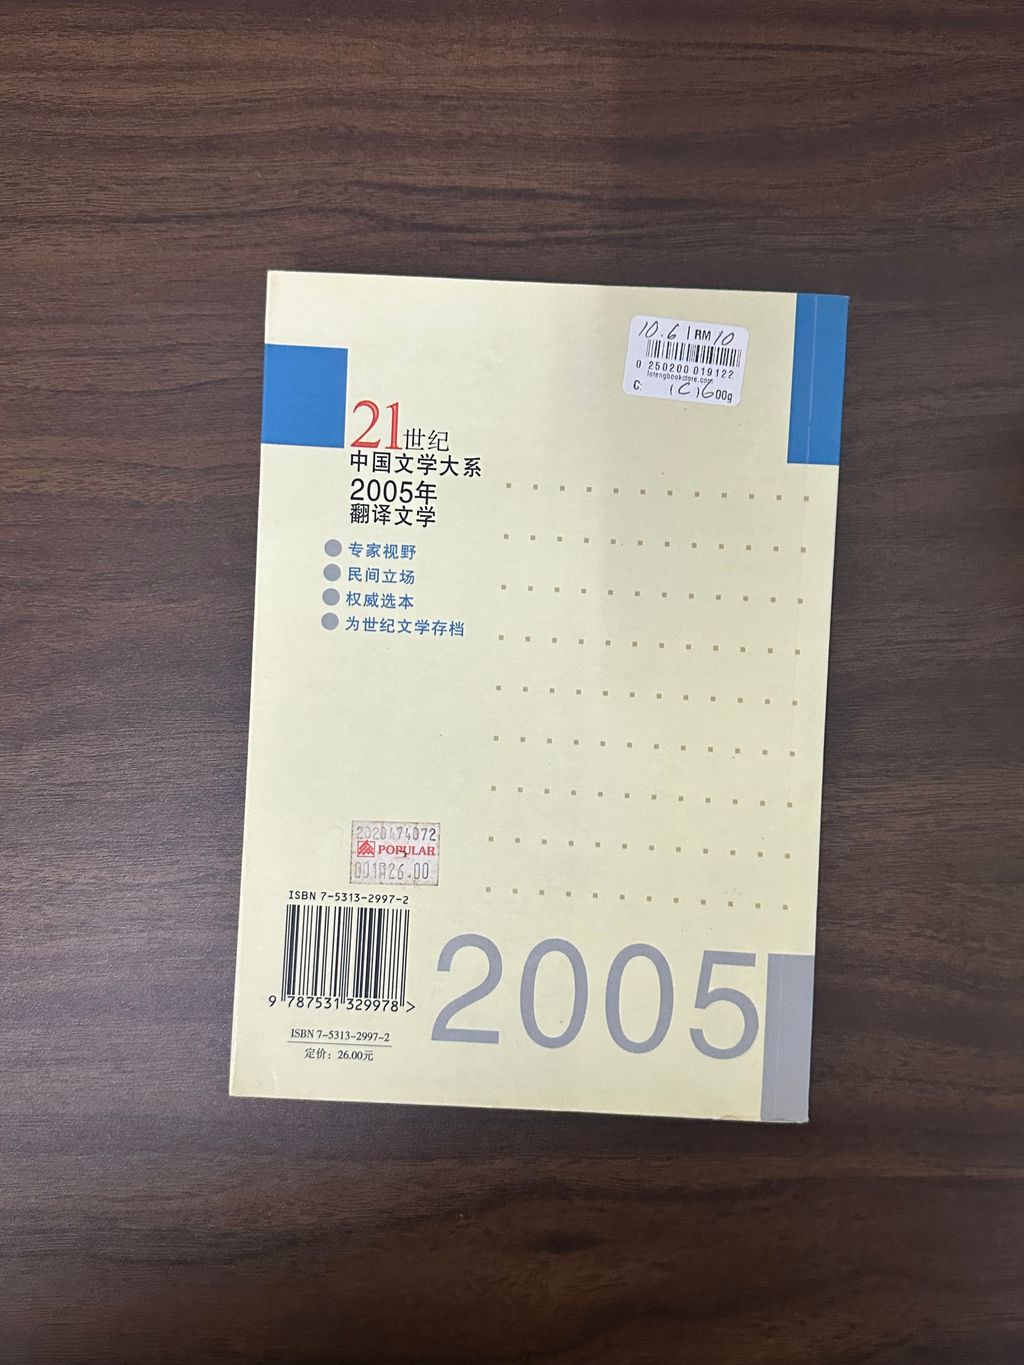 10.6 RM 10
0 250200 019122
lotengbookstore.com
C: (C) 600g
21世纪
中国文学大系
2005年
翻译文学
专家视野
民间立场
权威选本
为世纪文学存档
2020474072
POPULAR
26.00
ISBN 7-5313-2997-2
9 787531 329978 >
ISBN 7-5313-2997-2
定价：26.00元
2005